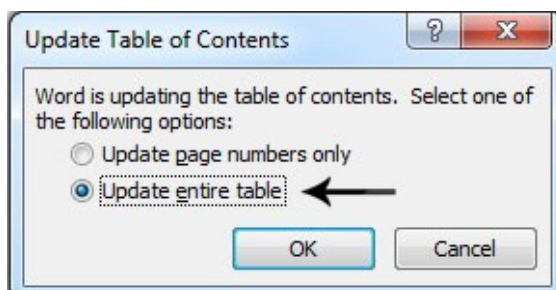 Update Table of Contents
Word is updating the table of contents. Select one of
the following options:
Update page numbers only
Update entire table
OK Cancel